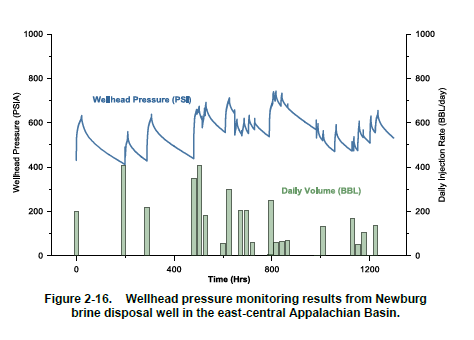 1000
1000
800
800
Wellhead Pressure (PSI)
600
600
400
400
Daily Volume (BBL)
200
200
0
0
0
400
800
1200
Time (Hrs)
Wellhead Pressure (PSIA)
Daily Injection Rate (BBL/day)
Figure 2-16. Wellhead pressure monitoring results from Newburg
brine disposal well in the east-central Appalachian Basin.